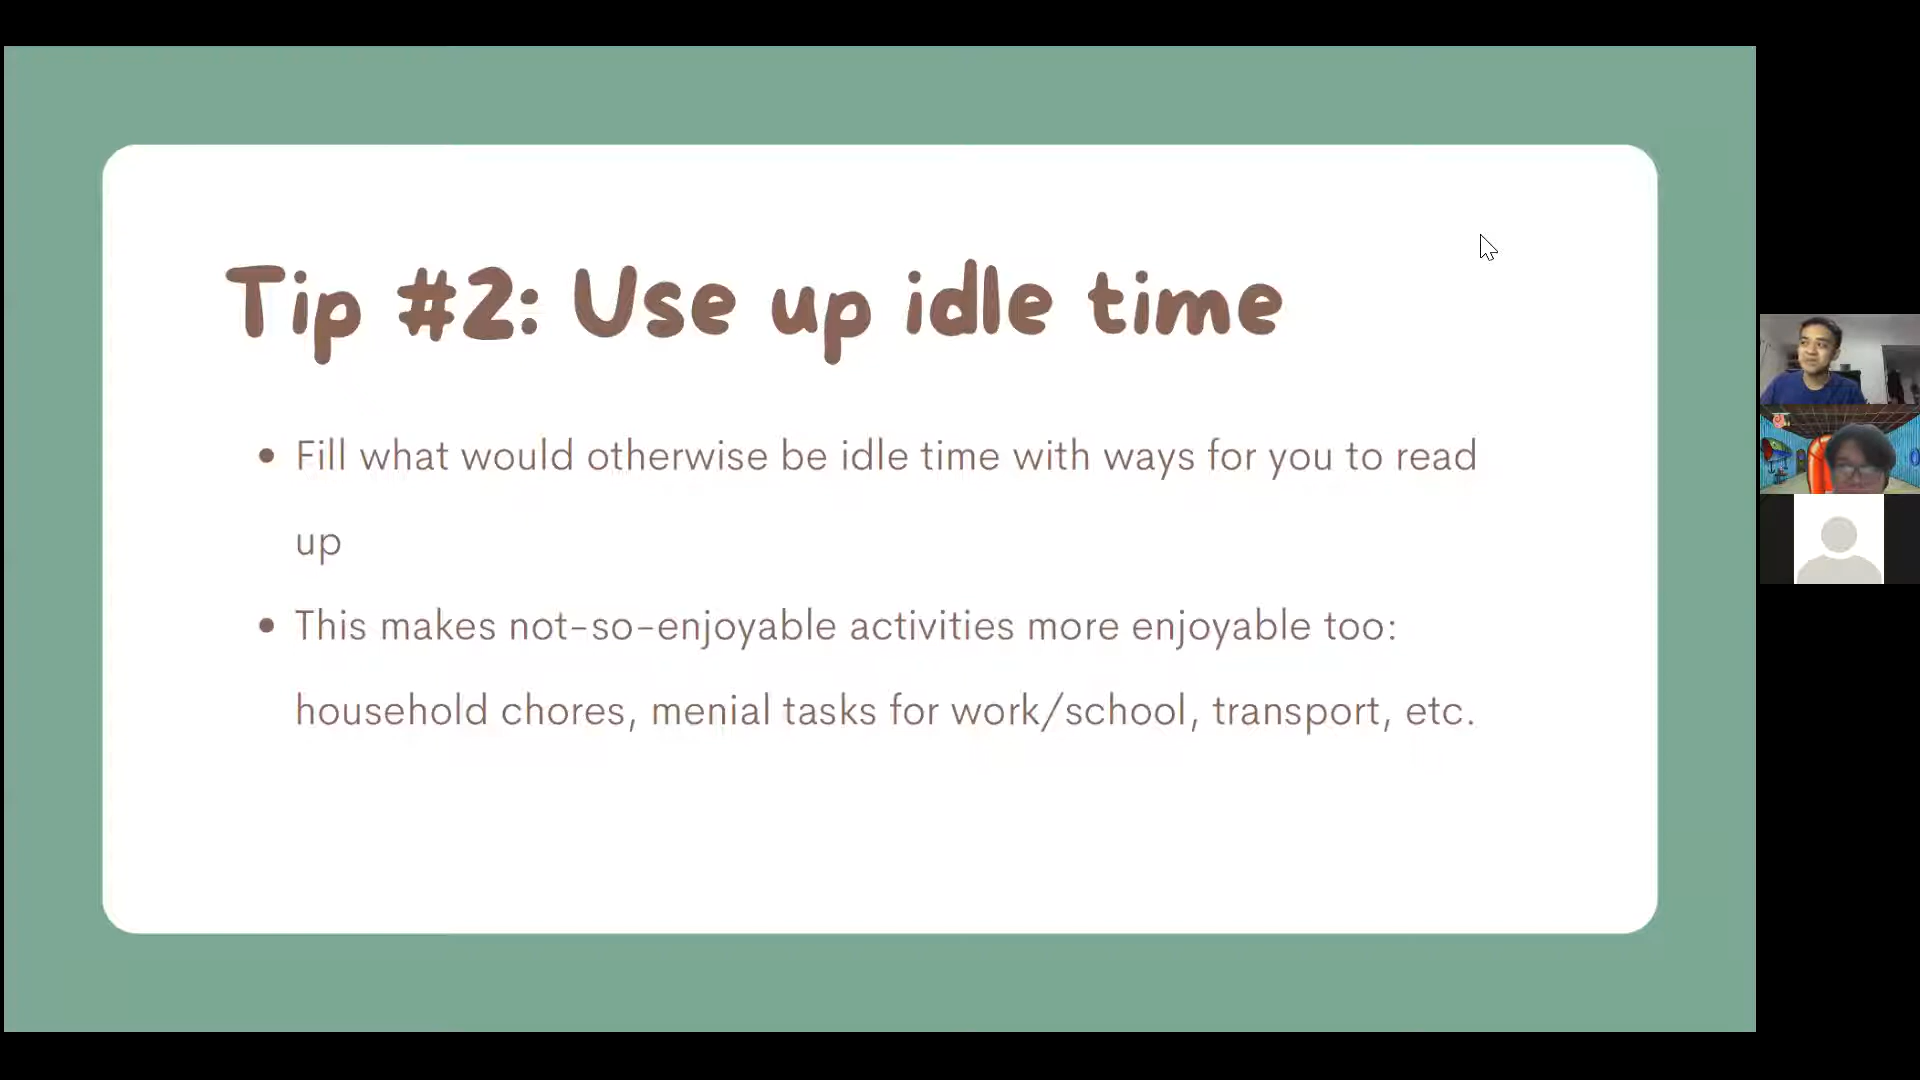 Tip #2: Use up idle time
• Fill what would otherwise be idle time with ways for you to read
up
• This makes not-so-enjoyable activities more enjoyable too:
household chores, menial tasks for work/school, transport, etc.